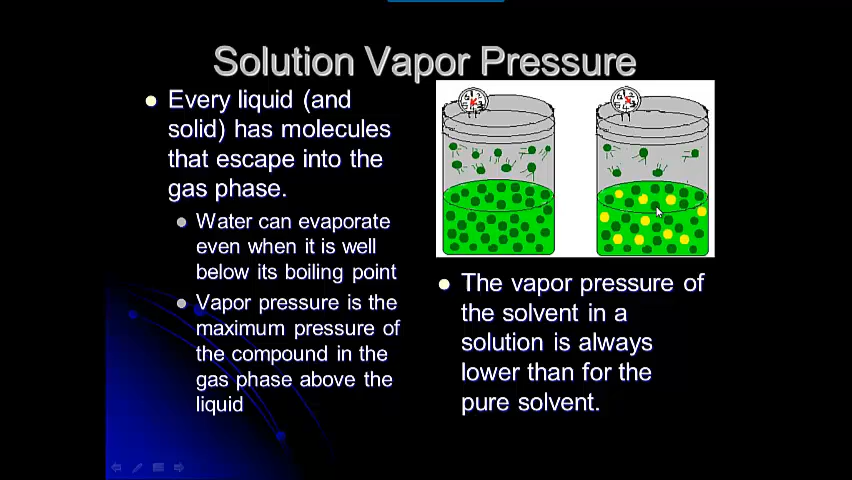 Solution Vapor Pressure
Every liquid (and
solid) has molecules
that escape into the
gas phase.
Water can evaporate
even when it is well
below its boiling point
Vapor pressure is the
maximum pressure of
the compound in the
gas phase above the
liquid
The vapor pressure of
the solvent in a
solution is always
lower than for the
pure solvent.